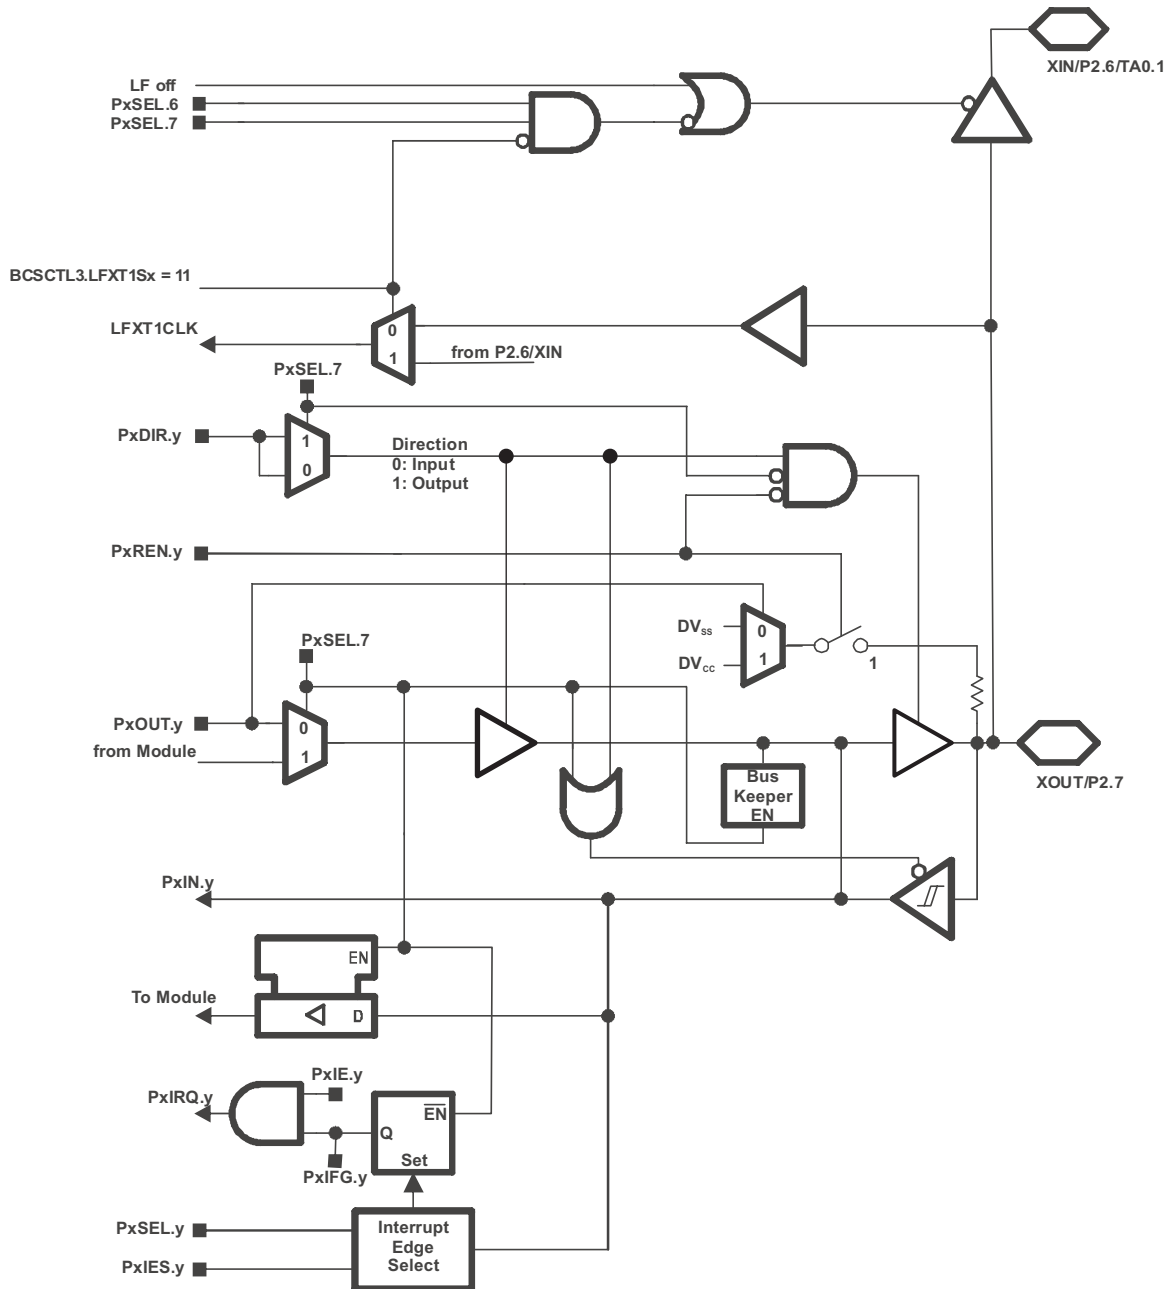 XIN/P2.6/TA0.1
LF off
PxSEL.6
PxSEL.7
BCSCTL3.LFXT1Sx = 11
LFXT1CLK
0
1
from P2.6/XIN
PxSEL.7
PxDIR.y
1
0
Direction
0: Input
1: Output
PxREN.y
DVSS
DVCC
0
1
1
PxSEL.7
PxOUT.y
from Module
0
1
Bus
Keeper
EN
XOUT/P2.7
PxIN.y
EN
To Module
D
PxIE.y
PxIRQ.y
EN
Q
Set
PxIFG.y
PxSEL.y
PxIES.y
Interrupt
Edge
Select